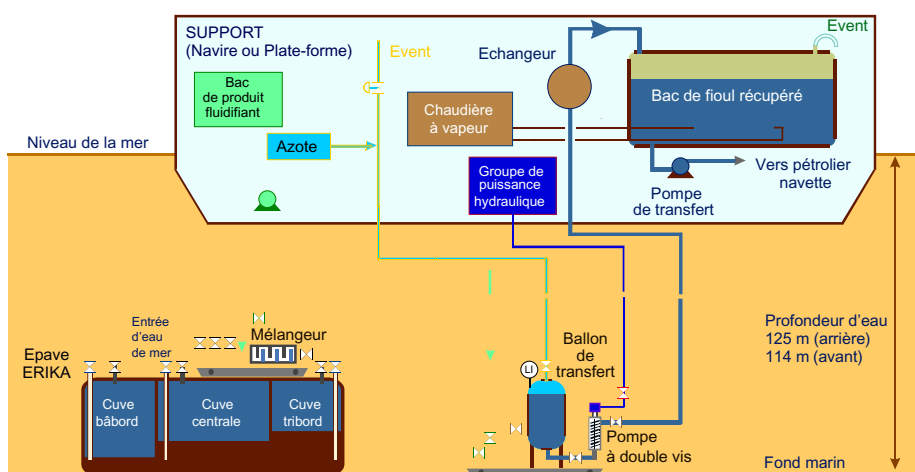 SUPPORT
(Navire ou Plate-forme)
Event
Echangeur
Event
Bac
de produit
fluidifiant
Chaudière
à vapeur
Bac de fioul récupéré
Niveau de la mer
Azote
Groupe de
puissance
hydraulique
Pompe
de transfert
Vers pétrolier
navette
Entrée
d'eau
de mer
Mélangeur
Epave
ERIKA
Ballon
de
transfert
LI
Profondeur d'eau
125 m (arrière)
114 m (avant)
Cuve
bâbord
Cuve
centrale
Cuve
tribord
Pompe
à double vis
Fond marin